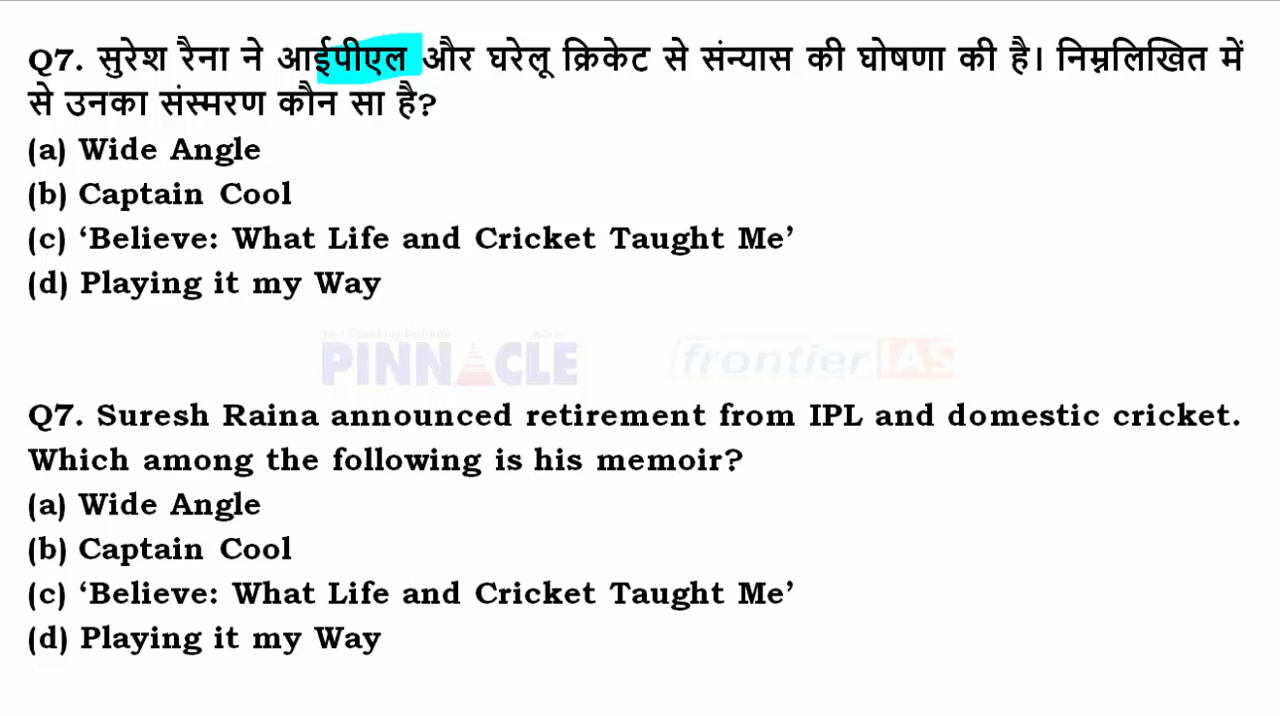 Q7. सुरेश रैना ने आईपीएल और घरेलू क्रिकेट से संन्यास की घोषणा की है। निम्नलिखित में
से उनका संस्मरण कौन सा है?
(a) Wide Angle
(b) Captain Cool
(c) ‘Believe: What Life and Cricket Taught Me’
(d) Playing it my Way
PINNACLE frontier IAS
Q7. Suresh Raina announced retirement from IPL and domestic cricket.
Which among the following is his memoir?
(a) Wide Angle
(b) Captain Cool
(c) ‘Believe: What Life and Cricket Taught Me’
(d) Playing it my Way